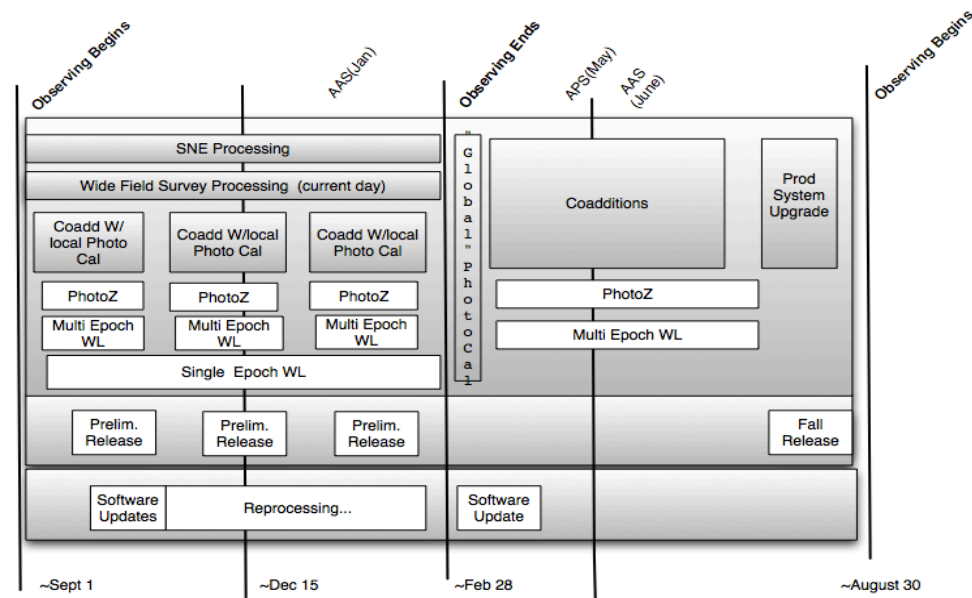 Observing Begins
AAS(Jan)
Observing Ends
APS(May)
AAS
(June)
Observing Begins
SNE Processing
Wide Field Survey Processing (current day)
Coadd W/
local Photo
Cal
Coadd W/local
Photo Cal
Coadd W/local
Photo Cal
PhotoZ
PhotoZ
PhotoZ
Multi Epoch
WL
Multi Epoch
WL
Multi Epoch
WL
Single Epoch WL
"Global"PhotoCal
Coadditions
Prod
System
Upgrade
PhotoZ
Multi Epoch WL
Prelim.
Release
Prelim.
Release
Prelim.
Release
Fall
Release
Software
Updates
Reprocessing...
Software
Update
~Sept 1
~Dec 15
~Feb 28
~August 30